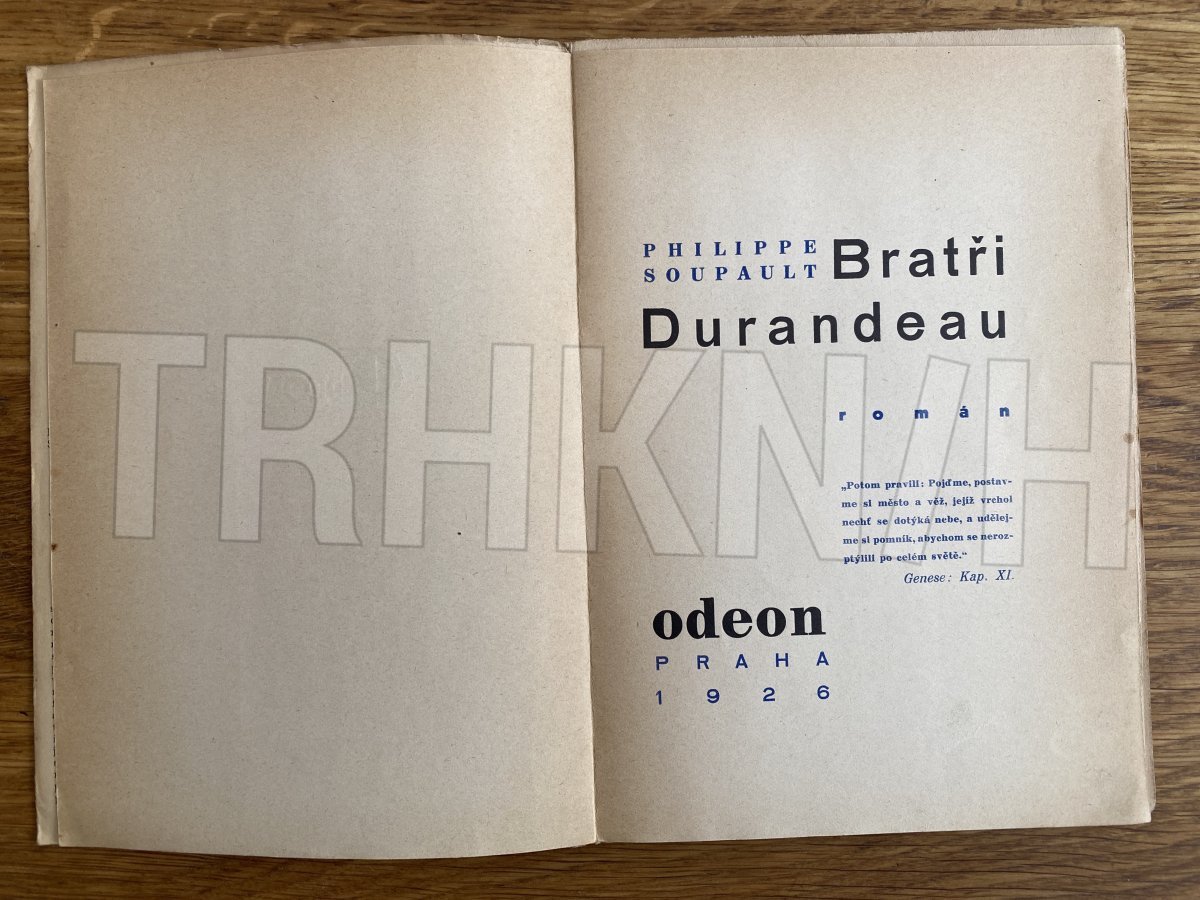 PHILIPPE
SOUPAULT Bratři
Durandeau
román
„Potom pravili: Pojďme, postav-
me si město a věž, jejíž vrchol
nechť se dotýká nebe, a udělej-
me si pomník, abychom se neroz-
ptýlili po celém světě.“
Genese: Kap. XI.
odeon
PRAHA
1926
TRHKN/H